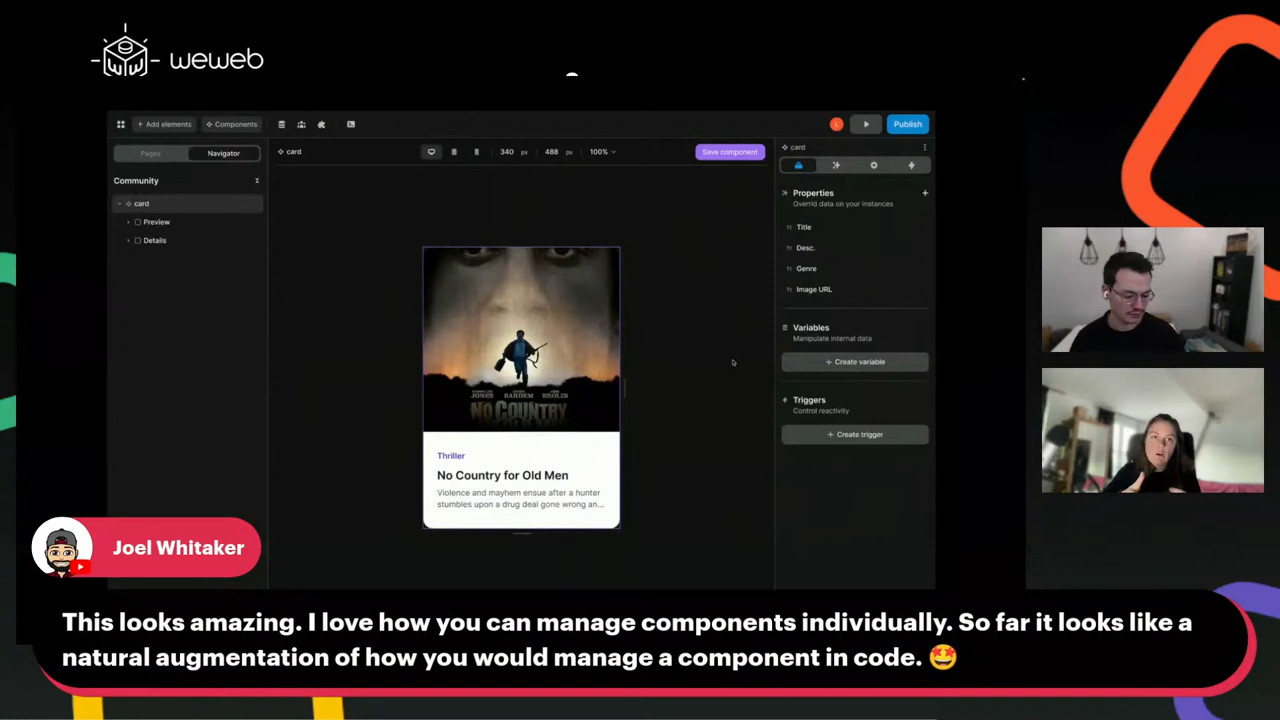 weweb
Add elements
Components
L
Publish
Pages
Navigator
card
340 px
488 px
100%
Save component
card
Community
card
Preview
Details
Properties
Overrid data on your instances
Title
Desc.
Genre
Image URL
Variables
Manipulate internal data
+ Create variable
Triggers
Control reactivity
+ Create trigger
JONES
BARDEM
BROLIN
NO COUNTRY
Thriller
No Country for Old Men
Violence and mayhem ensue after a hunter
stumbles upon a drug deal gone wrong an...
Joel Whitaker
This looks amazing. I love how you can manage components individually. So far it looks like a
natural augmentation of how you would manage a component in code. 🤩